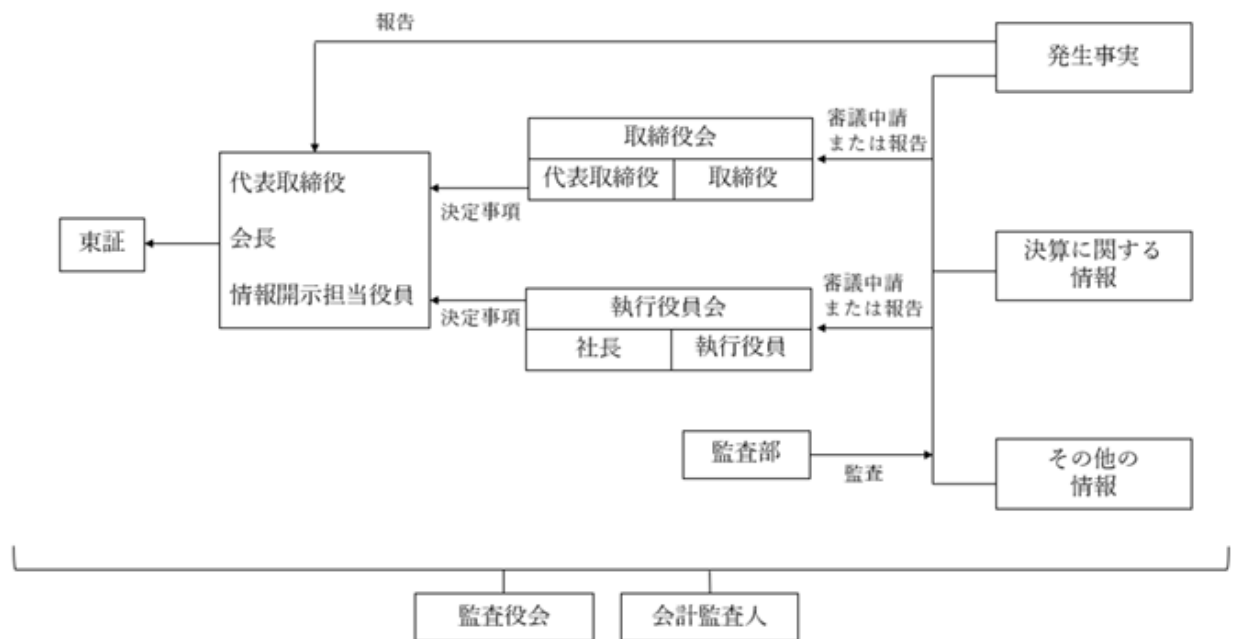 報告
発生事実
審議申請
または報告
取締役会
代表取締役
取締役
代表取締役
会長
情報開示担当役員
決定事項
東証
決算に関する
情報
審議申請
または報告
執行役員会
社長
執行役員
決定事項
監査部
監査
その他の
情報
監査役会
会計監査人